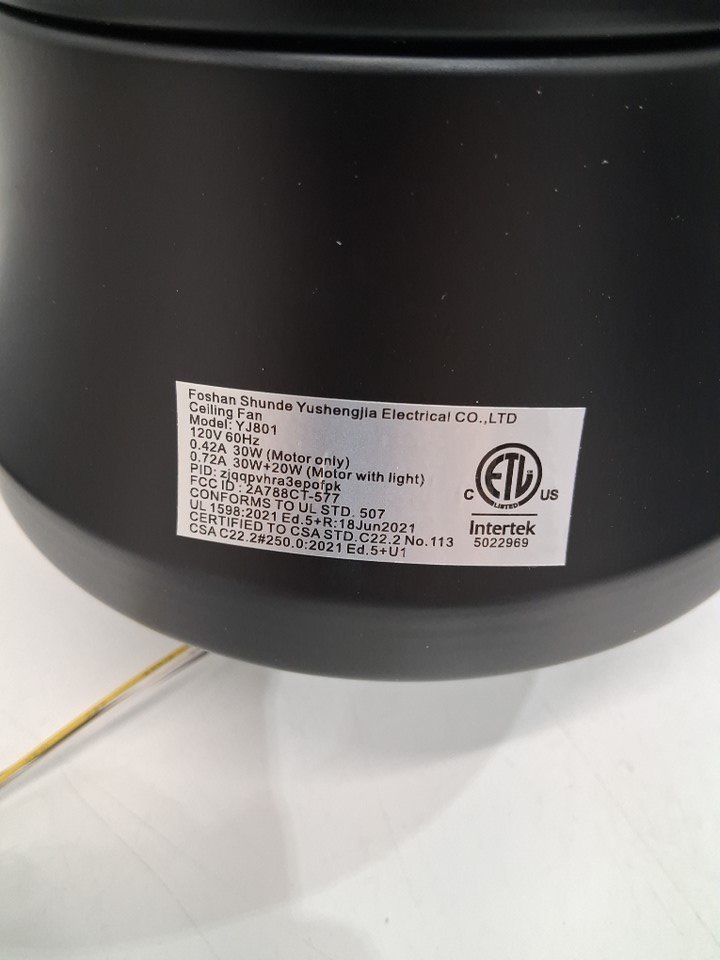 Foshan Shunde Yushengjia Electrical CO.,LTD
Ceiling Fan
Model: YJ801
120V 60Hz
0.42A 30W (Motor only)
0.72A 30W+20W (Motor with light)
PID: zjqqpvhra3epofpk
FCC ID : 2A788CT-577
CONFORMS TO UL STD. 507
UL 1598:2021 Ed.5+R:18Jun2021
CERTIFIED TO CSA STD.C22.2 No.113
CSA C22.2#250.0:2021 Ed.5+U1
ETL
C US
LISTED
Intertek
5022969